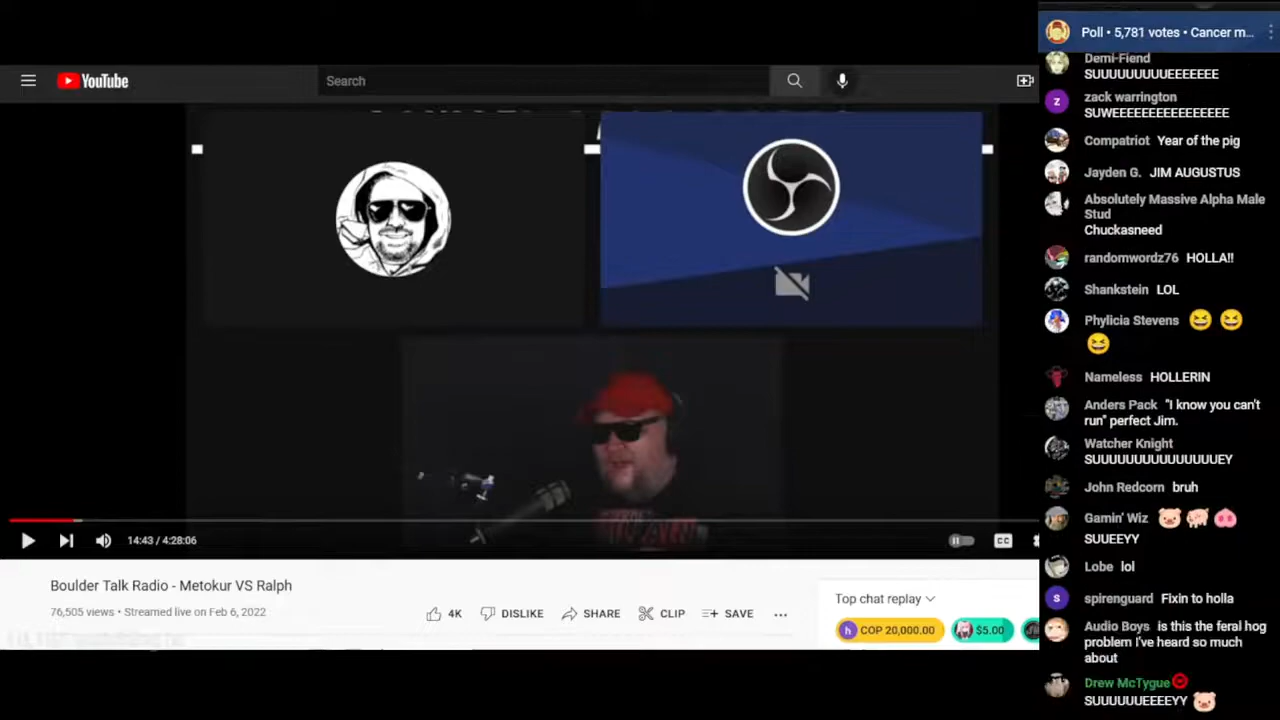 YouTube
Search
14:43 / 4:28:06
CC
Boulder Talk Radio - Metokur VS Ralph
76,505 views • Streamed live on Feb 6, 2022
4K
DISLIKE
SHARE
CLIP
SAVE
Top chat replay
h COP 20,000.00
$5.00
Poll • 5,781 votes • Cancer m...
Demi-Fiend
SUUUUUUUUEEEEEEE
z zack warrington
SUWEEEEEEEEEEEEEEEE
Compatriot Year of the pig
Jayden G. JIM AUGUSTUS
Absolutely Massive Alpha Male
Stud
Chuckasneed
randomwordz76 HOLLA!!
Shankstein LOL
Phylicia Stevens
Nameless HOLLERIN
Anders Pack "I know you can't
run" perfect Jim.
Watcher Knight
SUUUUUUUUUUUUUUUEY
John Redcorn bruh
Gamin' Wiz
SUUEEYY
Lobe lol
s spirenguard Fixin to holla
Audio Boys is this the feral hog
problem I've heard so much
about
Drew McTygue
SUUUUUUEEEEYY